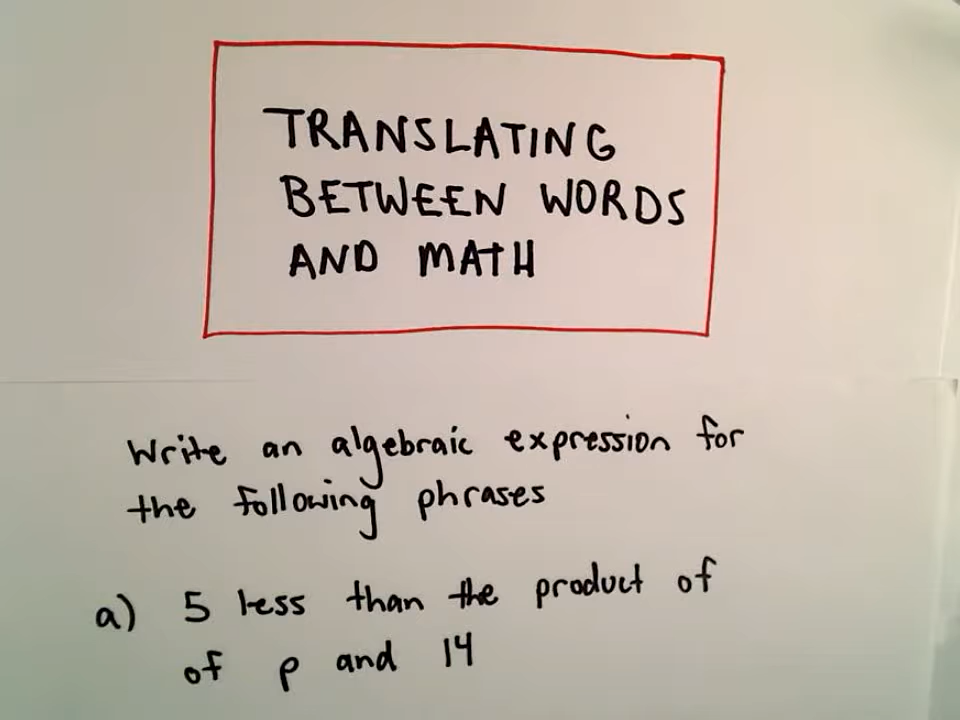 TRANSLATING
BETWEEN WORDS
AND MATH
Write an algebraic expression for
the following phrases
a) 5 less than the product of
of p and 14